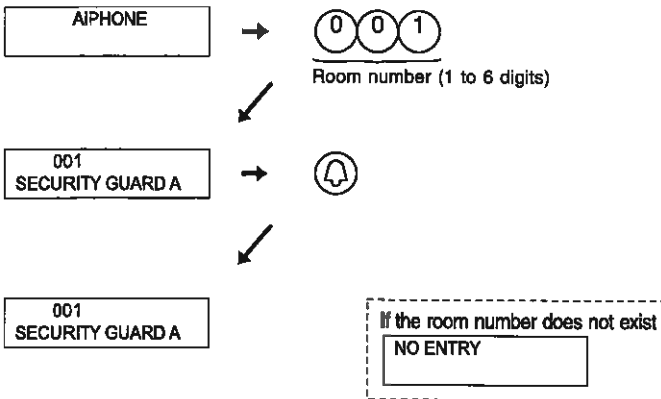 AIPHONE
0 0 1
Room number (1 to 6 digits)
001
SECURITY GUARD A
001
SECURITY GUARD A
If the room number does not exist
NO ENTRY